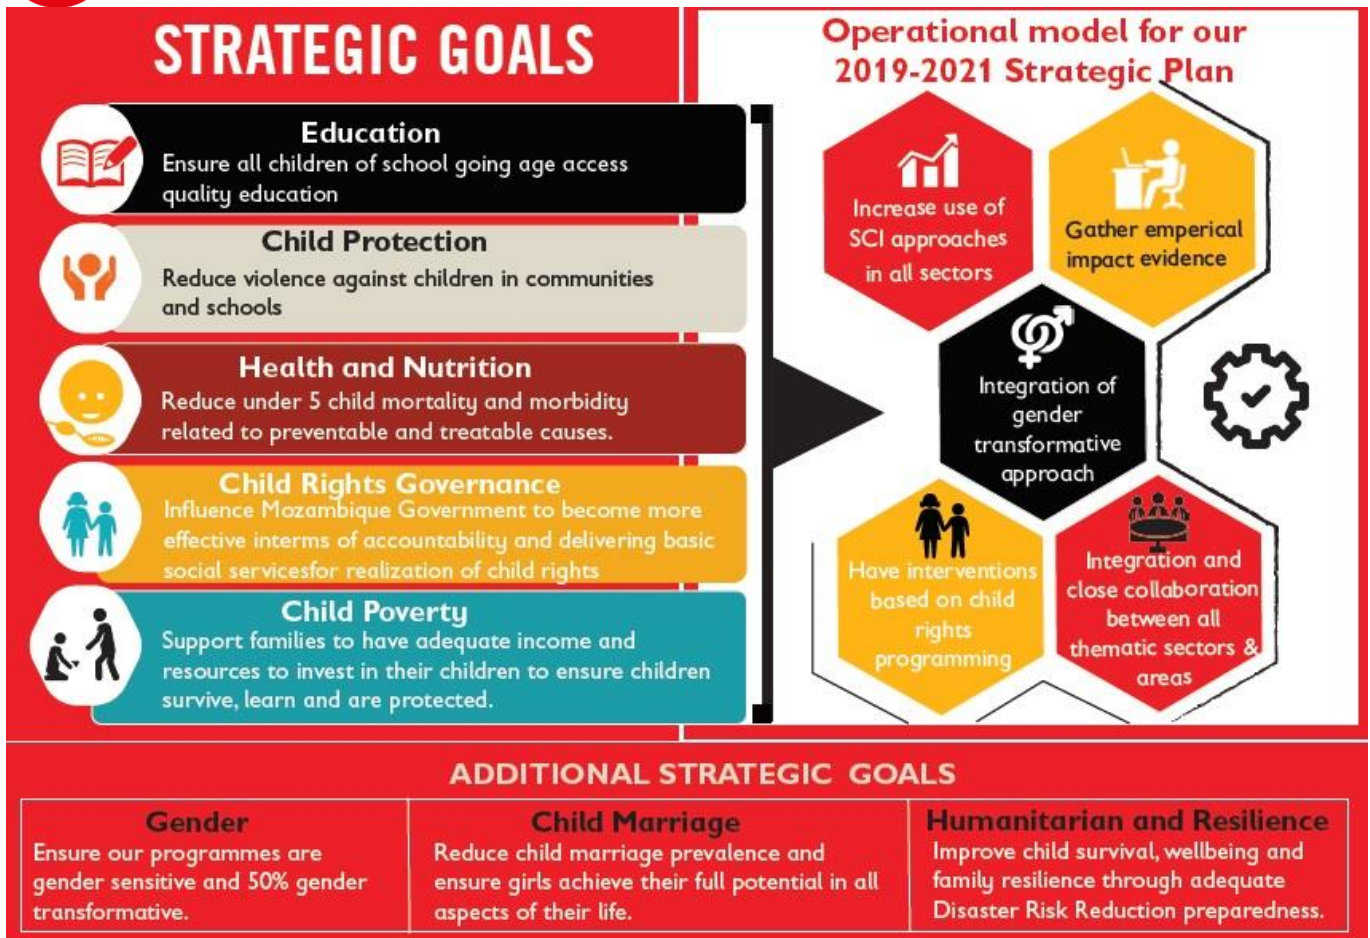 STRATEGIC GOALS
Education
Ensure all children of school going age access
quality education
Child Protection
Reduce violence against children in communities
and schools
Health and Nutrition
Reduce under 5 child mortality and morbidity
related to preventable and treatable causes.
Child Rights Governance
Influence Mozambique Government to become more
effective interms of accountability and delivering basic
social servicesfor realization of child rights
Child Poverty
Support families to have adequate income and
resources to invest in their children to ensure children
survive, learn and are protected.
Operational model for our
2019-2021 Strategic Plan
Increase use of
SCI approaches
in all sectors
Gather emperical
impact evidence
Integration of
gender
transformative
approach
Have interventions
based on child
rights
programming
Integration and
close collaboration
between all
thematic sectors &
areas
ADDITIONAL STRATEGIC GOALS
Gender
Ensure our programmes are
gender sensitive and 50% gender
transformative.
Child Marriage
Reduce child marriage prevalence and
ensure girls achieve their full potential in all
aspects of their life.
Humanitarian and Resilience
Improve child survival, wellbeing and
family resilience through adequate
Disaster Risk Reduction preparedness.